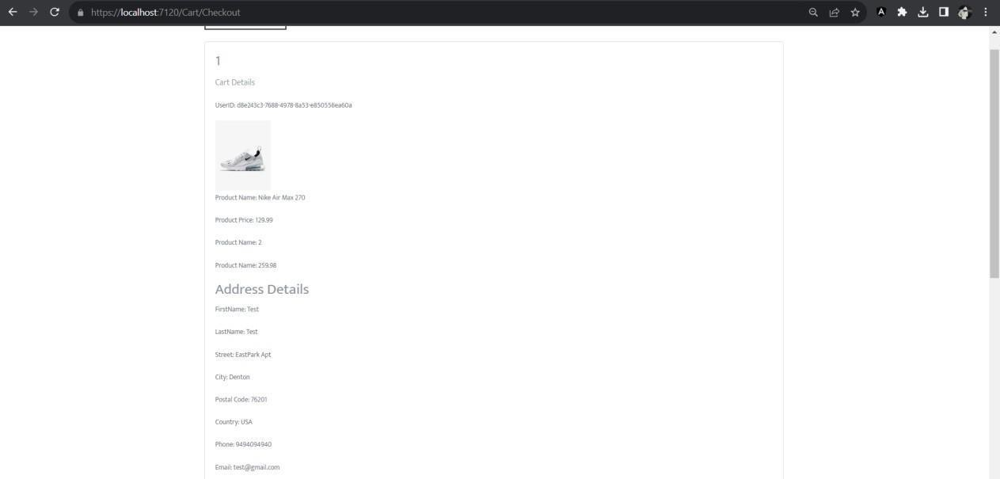 https://localhost:7120/Cart/Checkout
1
Cart Details
UserID: d8e243c3-7688-4978-8a53-e850556ea60a
Product Name: Nike Air Max 270
Product Price: 129.99
Product Name: 2
Product Name: 259.98
Address Details
FirstName: Test
LastName: Test
Street: EastPark Apt
City: Denton
Postal Code: 76201
Country: USA
Phone: 9494094940
Email: test@gmail.com